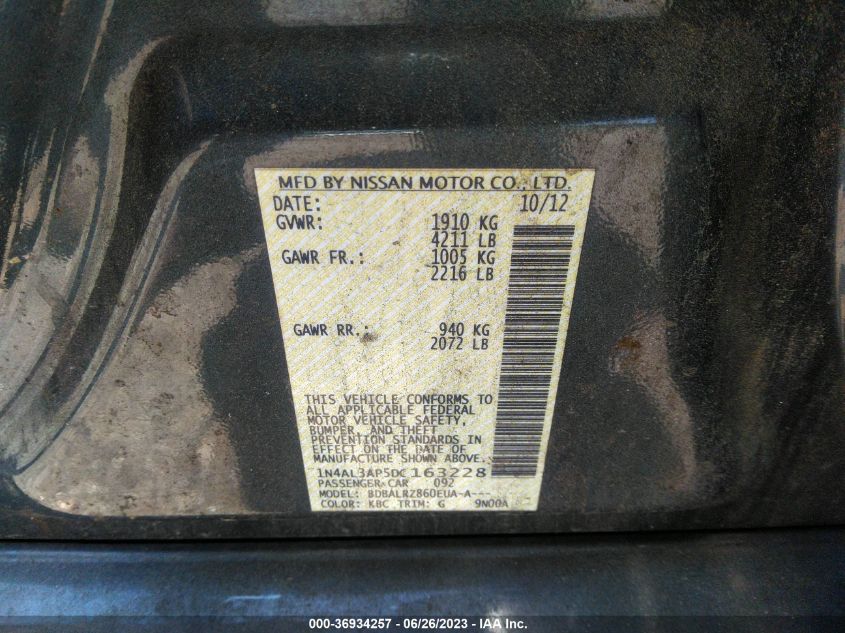 MFD BY NISSAN MOTOR CO., LTD.
DATE: 10/12
GVWR: 1910 KG
4211 LB
GAWR FR.: 1005 KG
2216 LB
GAWR RR.: 940 KG
2072 LB
THIS VEHICLE CONFORMS TO
ALL APPLICABLE FEDERAL
MOTOR VEHICLE SAFETY,
BUMPER, AND THEFT
PREVENTION STANDARDS IN
EFFECT ON THE DATE OF
MANUFACTURE SHOWN ABOVE.
1N4AL3AP5DC163228
PASSENGER CAR 092
MODEL: BDBALRZ860EUA-A---
COLOR: KBC TRIM: G 9N00A
000-36934257 - 06/26/2023 - IAA Inc.